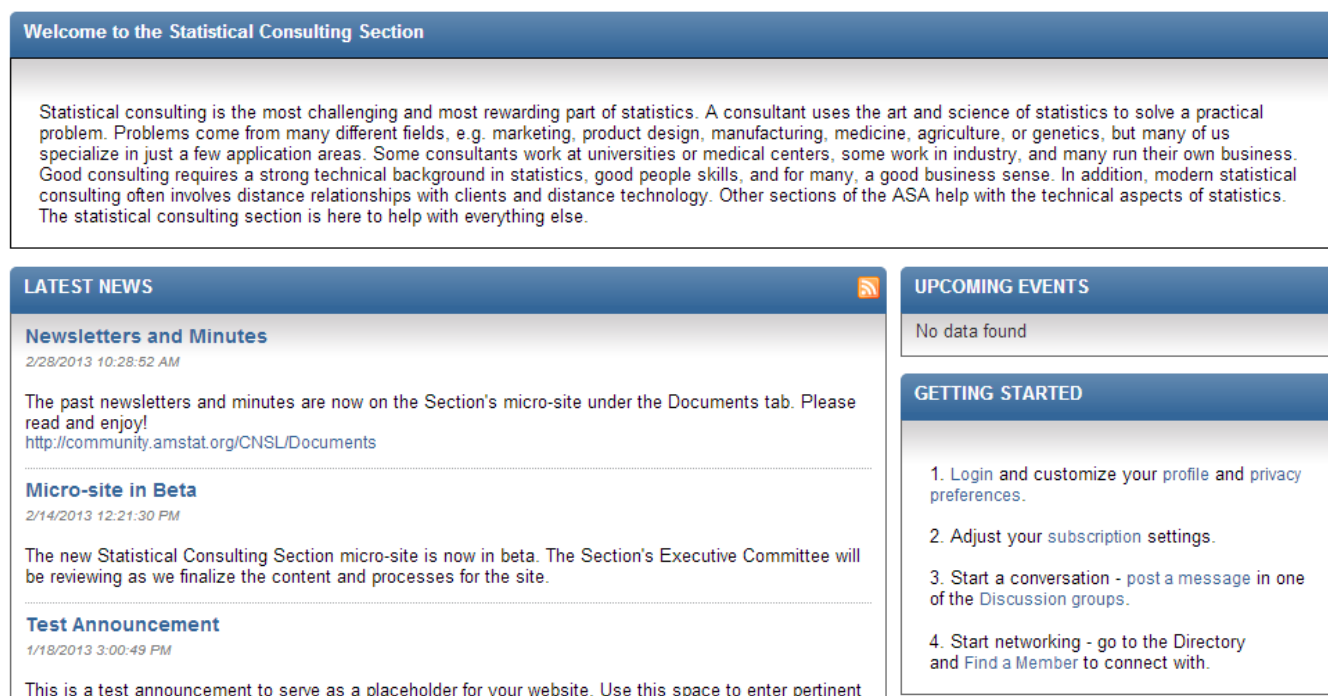 Welcome to the Statistical Consulting Section
Statistical consulting is the most challenging and most rewarding part of statistics. A consultant uses the art and science of statistics to solve a practical
problem. Problems come from many different fields, e.g. marketing, product design, manufacturing, medicine, agriculture, or genetics, but many of us
specialize in just a few application areas. Some consultants work at universities or medical centers, some work in industry, and many run their own business.
Good consulting requires a strong technical background in statistics, good people skills, and for many, a good business sense. In addition, modern statistical
consulting often involves distance relationships with clients and distance technology. Other sections of the ASA help with the technical aspects of statistics.
The statistical consulting section is here to help with everything else.
LATEST NEWS
Newsletters and Minutes
2/28/2013 10:28:52 AM
The past newsletters and minutes are now on the Section's micro-site under the Documents tab. Please
read and enjoy!
http://community.amstat.org/CNSL/Documents
Micro-site in Beta
2/14/2013 12:21:30 PM
The new Statistical Consulting Section micro-site is now in beta. The Section's Executive Committee will
be reviewing as we finalize the content and processes for the site.
Test Announcement
1/18/2013 3:00:49 PM
This is a test announcement to serve as a placeholder for your website. Use this space to enter pertinent
UPCOMING EVENTS
No data found
GETTING STARTED
1. Login and customize your profile and privacy
preferences.
2. Adjust your subscription settings.
3. Start a conversation - post a message in one
of the Discussion groups.
4. Start networking - go to the Directory
and Find a Member to connect with.